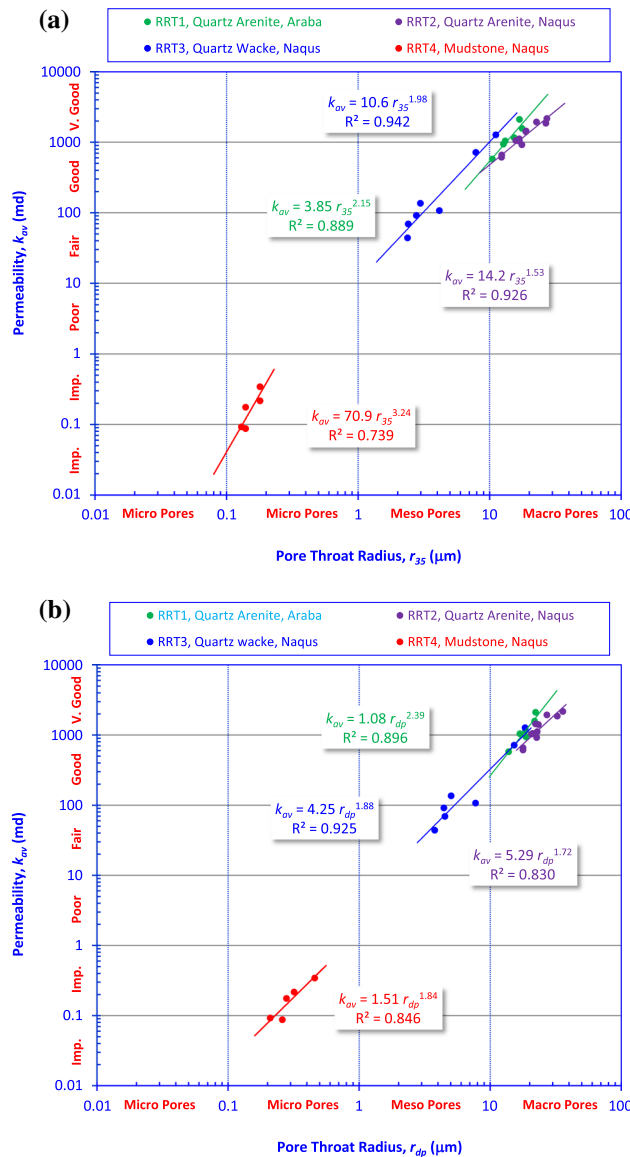 (a)
RRT1, Quartz Arenite, Araba
RRT2, Quartz Arenite, Naqus
RRT3, Quartz Wacke, Naqus
RRT4, Mudstone, Naqus
Permeability, kav (md)
Imp. Imp. Poor Fair Good V. Good
10000
1000
100
10
1
0.1
0.01
kav = 10.6 r35^1.98
R² = 0.942
kav = 3.85 r35^2.15
R² = 0.889
kav = 14.2 r35^1.53
R² = 0.926
kav = 70.9 r35^3.24
R² = 0.739
0.01 0.1 1 10 100
Micro Pores Micro Pores Meso Pores Macro Pores
Pore Throat Radius, r35 (µm)
(b)
RRT1, Quartz Arenite, Araba
RRT2, Quartz Arenite, Naqus
RRT3, Quartz wacke, Naqus
RRT4, Mudstone, Naqus
Permeability, kav (md)
Imp. Imp. Poor Fair Good V. Good
10000
1000
100
10
1
0.1
0.01
kav = 1.08 rdp^2.39
R² = 0.896
kav = 4.25 rdp^1.88
R² = 0.925
kav = 5.29 rdp^1.72
R² = 0.830
kav = 1.51 rdp^1.84
R² = 0.846
0.01 0.1 1 10 100
Micro Pores Micro Pores Meso Pores Macro Pores
Pore Throat Radius, rdp (µm)